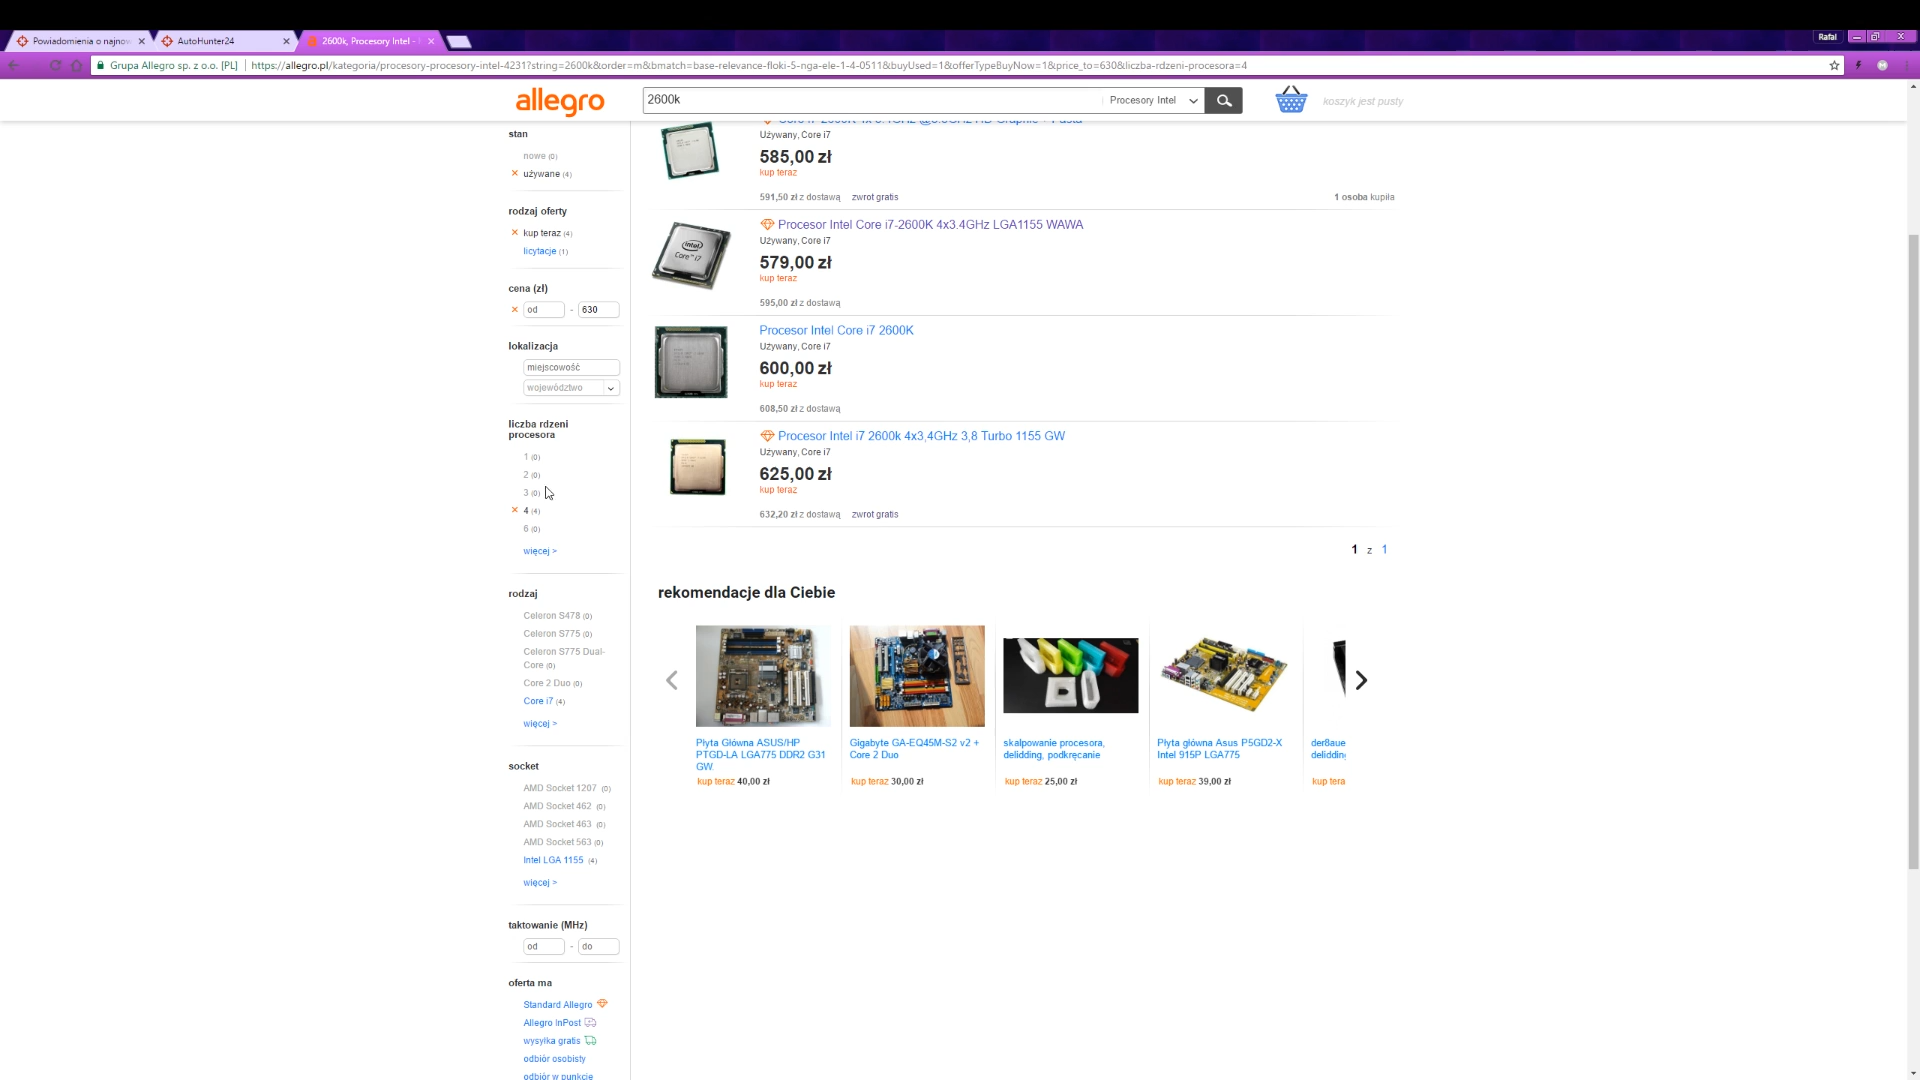 Powiadomienia o najnow
AutoHunter24
2600k, Procesory Intel -
Rafał
Grupa Allegro sp. z o.o. [PL]
https://allegro.pl/kategoria/procesory-procesory-intel-4231?string=2600k&order=m&bmatch=base-relevance-floki-5-nga-ele-1-4-0511&buyUsed=1&offerTypeBuyNow=1&price_to=630&liczba-rdzeni-procesora=4
allegro
2600k
Procesory Intel
koszyk jest pusty
stan
nowe (0)
używane (4)
rodzaj oferty
kup teraz (4)
licytacje (1)
cena (zł)
od - 630
lokalizacja
miejscowość
województwo
liczba rdzeni
procesora
1 (0)
2 (0)
3 (0)
4 (4)
6 (0)
więcej >
rodzaj
Celeron S478 (0)
Celeron S775 (0)
Celeron S775 Dual-
Core (0)
Core 2 Duo (0)
Core i7 (4)
więcej >
socket
AMD Socket 1207 (0)
AMD Socket 462 (0)
AMD Socket 463 (0)
AMD Socket 563 (0)
Intel LGA 1155 (4)
więcej >
taktowanie (MHz)
od - do
oferta ma
Standard Allegro
Allegro InPost
wysyłka gratis
odbiór osobisty
odbiór w punkcie
Używany, Core i7
585,00 zł
kup teraz
591,50 zł z dostawą zwrot gratis
1 osoba kupiła
Procesor Intel Core i7-2600K 4x3.4GHz LGA1155 WAWA
Używany, Core i7
579,00 zł
kup teraz
595,00 zł z dostawą
intel
Core™ i7
Procesor Intel Core i7 2600K
Używany, Core i7
600,00 zł
kup teraz
608,50 zł z dostawą
Procesor Intel i7 2600k 4x3,4GHz 3,8 Turbo 1155 GW
Używany, Core i7
625,00 zł
kup teraz
632,20 zł z dostawą zwrot gratis
1 z 1
rekomendacje dla Ciebie
Płyta Główna ASUS/HP
PTGD-LA LGA775 DDR2 G31
GW.
kup teraz 40,00 zł
Gigabyte GA-EQ45M-S2 v2 +
Core 2 Duo
kup teraz 30,00 zł
skalpowanie procesora,
delidding, podkręcanie
kup teraz 25,00 zł
Płyta główna Asus P5GD2-X
Intel 915P LGA775
kup teraz 39,00 zł
der8aue
delidding
kup tera